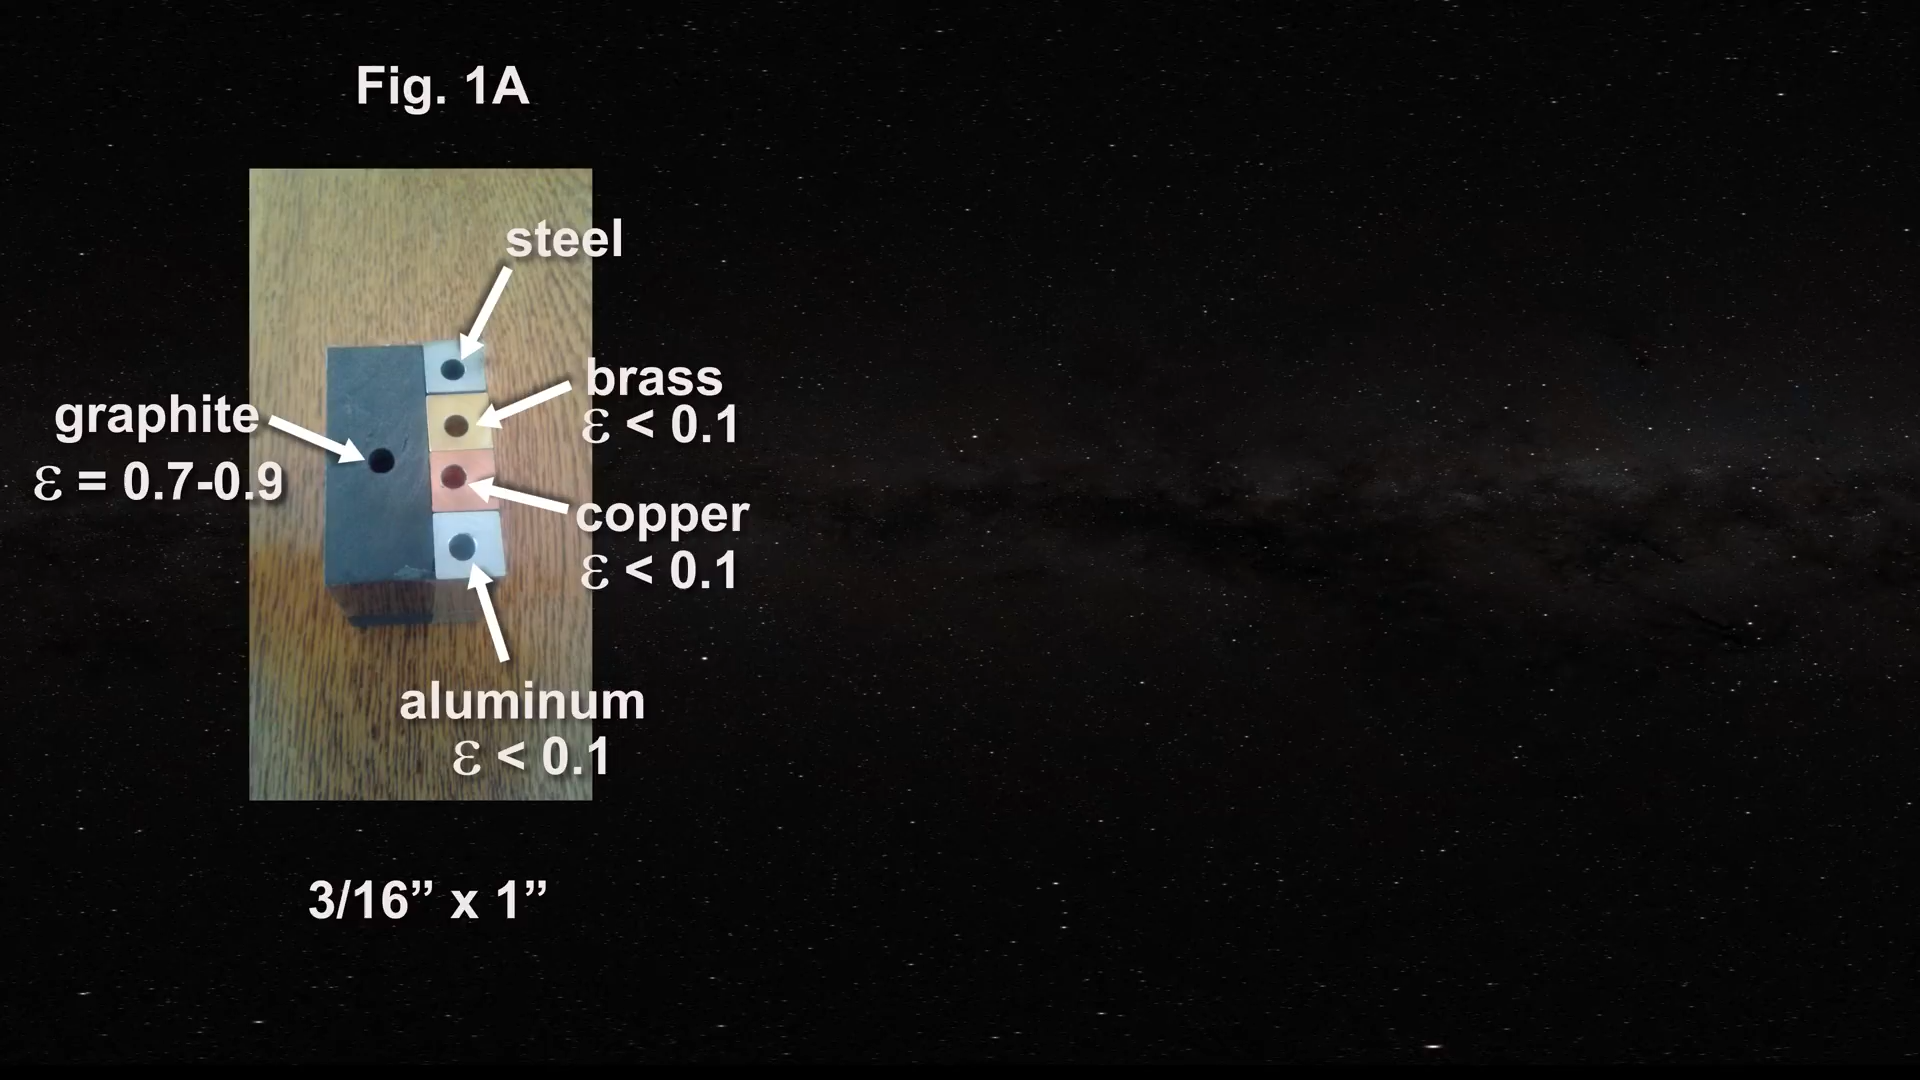 Fig. 1A
steel
brass
ε < 0.1
graphite
ε = 0.7-0.9
copper
ε < 0.1
aluminum
ε < 0.1
3/16” x 1”